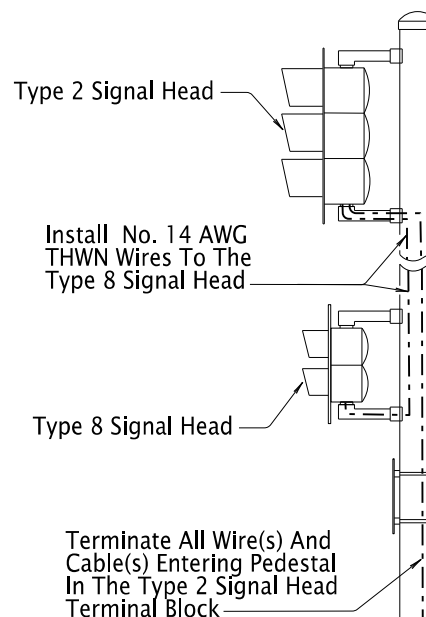 Type 2 Signal Head
Install No. 14 AWG
THWN Wires To The
Type 8 Signal Head
Type 8 Signal Head
Terminate All Wire(s) And
Cable(s) Entering Pedestal
In The Type 2 Signal Head
Terminal Block